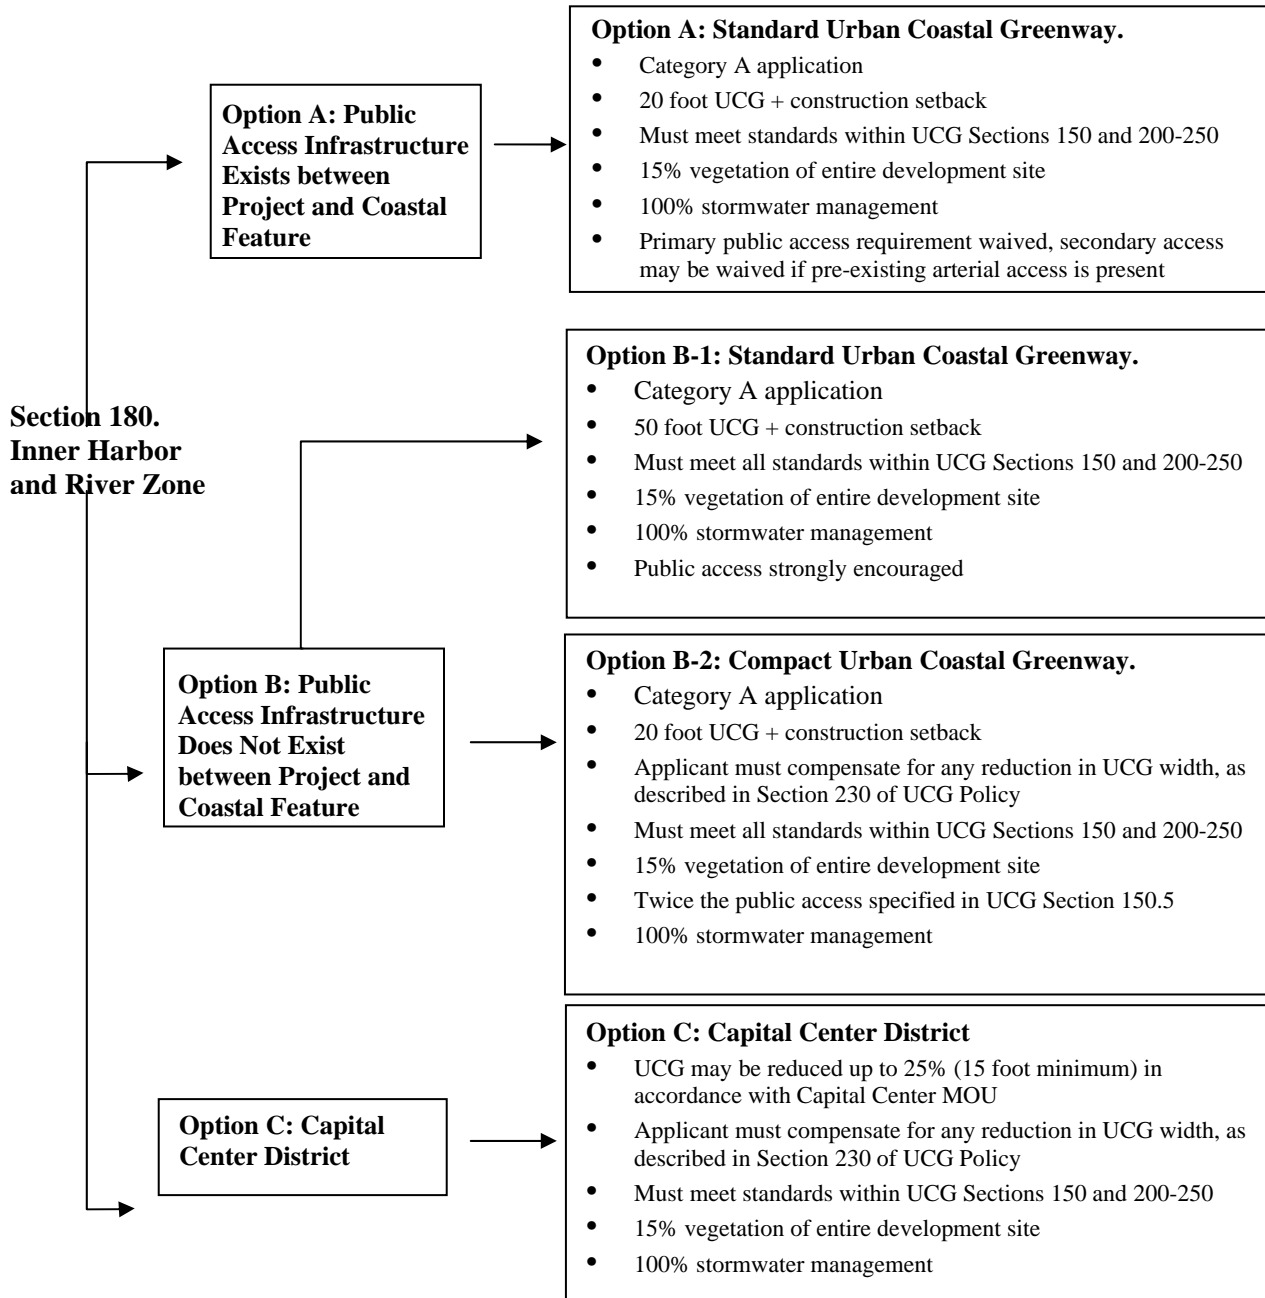 Section 180.
Inner Harbor
and River Zone
Option A: Public
Access Infrastructure
Exists between
Project and Coastal
Feature
Option A: Standard Urban Coastal Greenway.
• Category A application
• 20 foot UCG + construction setback
• Must meet standards within UCG Sections 150 and 200-250
• 15% vegetation of entire development site
• 100% stormwater management
• Primary public access requirement waived, secondary access
may be waived if pre-existing arterial access is present
Option B: Public
Access Infrastructure
Does Not Exist
between Project and
Coastal Feature
Option B-1: Standard Urban Coastal Greenway.
• Category A application
• 50 foot UCG + construction setback
• Must meet all standards within UCG Sections 150 and 200-250
• 15% vegetation of entire development site
• 100% stormwater management
• Public access strongly encouraged
Option B-2: Compact Urban Coastal Greenway.
• Category A application
• 20 foot UCG + construction setback
• Applicant must compensate for any reduction in UCG width, as
described in Section 230 of UCG Policy
• Must meet all standards within UCG Sections 150 and 200-250
• 15% vegetation of entire development site
• Twice the public access specified in UCG Section 150.5
• 100% stormwater management
Option C: Capital
Center District
Option C: Capital Center District
• UCG may be reduced up to 25% (15 foot minimum) in
accordance with Capital Center MOU
• Applicant must compensate for any reduction in UCG width, as
described in Section 230 of UCG Policy
• Must meet standards within UCG Sections 150 and 200-250
• 15% vegetation of entire development site
• 100% stormwater management